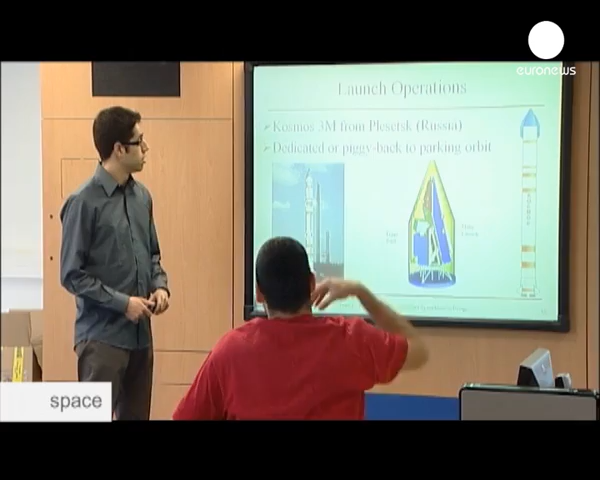 euronews
Launch Operations
Kosmos 3M from Plesetsk (Russia)
Dedicated or piggy-back to parking orbit
space